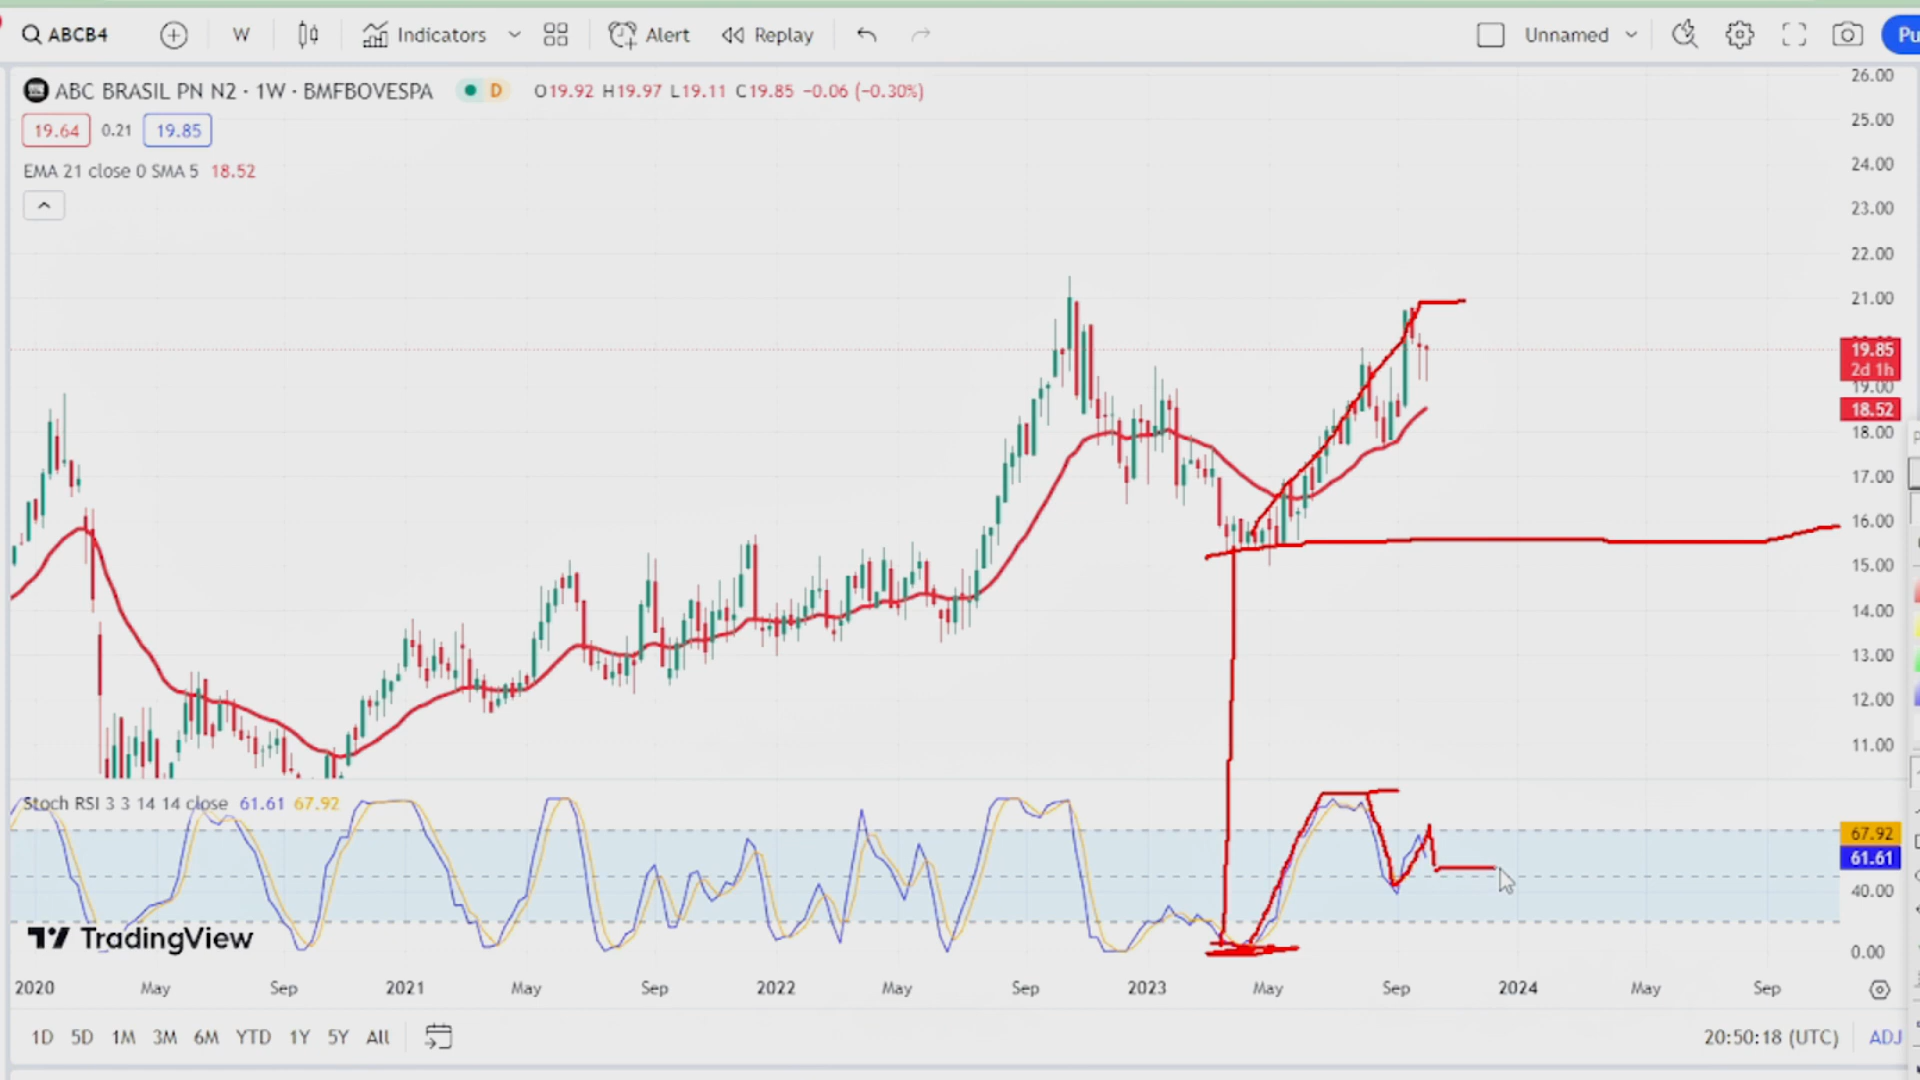 ABCB4 W Indicators Alert Replay Unnamed Pu
ABC BRASIL PN N2 · 1W · BMFBOVESPA D O19.92 H19.97 L19.11 C19.85 −0.06 (−0.30%)
19.64 0.21 19.85
EMA 21 close 0 SMA 5 18.52
26.00
25.00
24.00
23.00
22.00
21.00
19.85
2d 1h
19.00
18.52
18.00
17.00
16.00
15.00
14.00
13.00
12.00
11.00
Stoch RSI 3 3 14 14 close 61.61 67.92
67.92
61.61
40.00
0.00
TradingView
2020 May Sep 2021 May Sep 2022 May Sep 2023 May Sep 2024 May Sep
1D 5D 1M 3M 6M YTD 1Y 5Y All 20:50:18 (UTC) ADJ